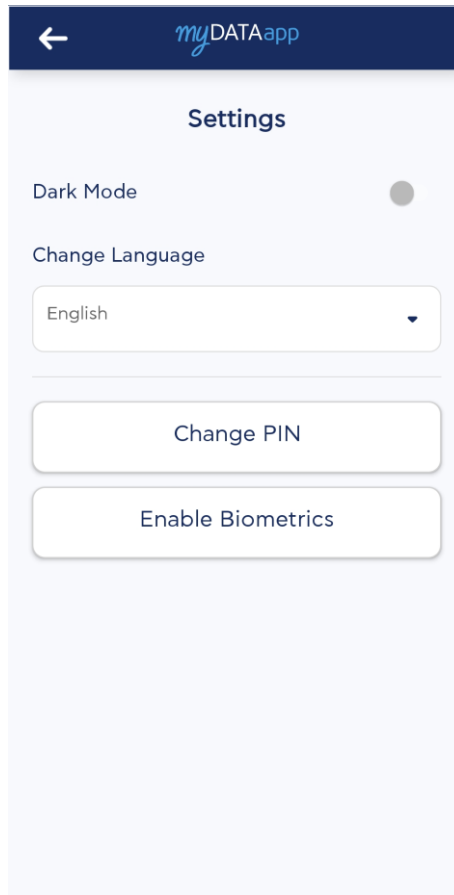 myDATAapp
Settings
Dark Mode
Change Language
English
Change PIN
Enable Biometrics